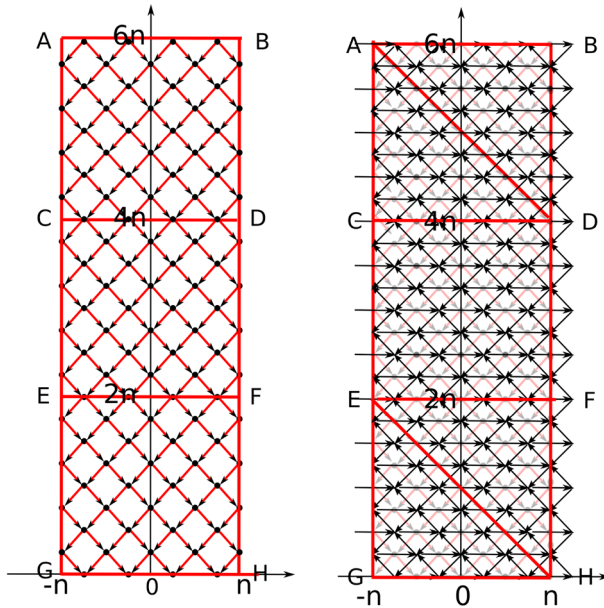 A 6n B
C 4n D
E 2n F
G H
-n 0 n
A 6n B
C 4n D
E 2n F
G H
-n 0 n